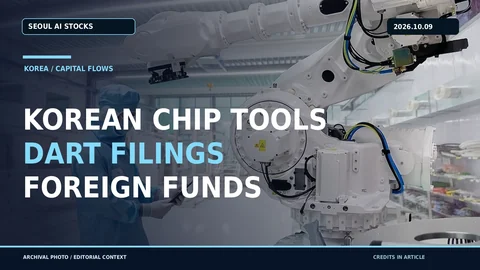 SEOUL AI STOCKS
2026.10.09
KOREA / CAPITAL FLOWS
KOREAN CHIP TOOLS
DART FILINGS
FOREIGN FUNDS
ARCHIVAL PHOTO / EDITORIAL CONTEXT
CREDITS IN ARTICLE